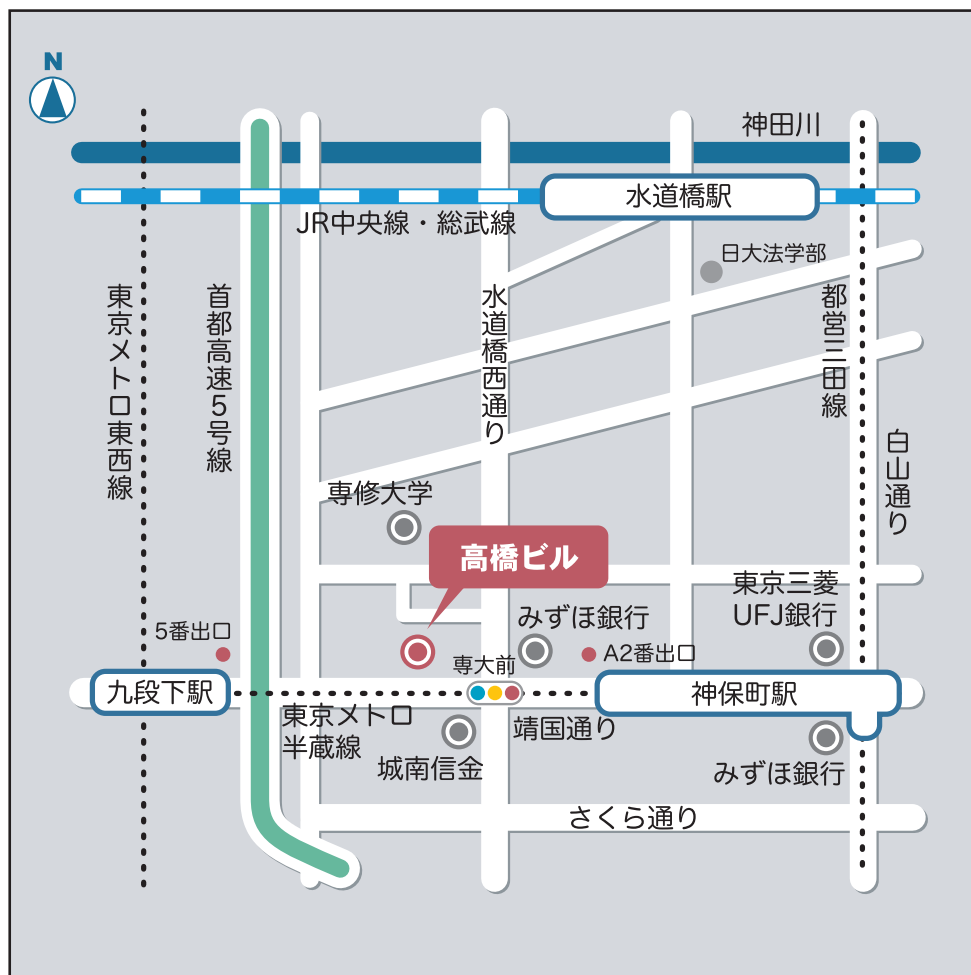 N
神田川
水道橋駅
JR中央線・総武線
日大法学部
東京メトロ東西線
首都高速5号線
水道橋西通り
都営三田線
白山通り
専修大学
高橋ビル
東京三菱
UFJ銀行
みずほ銀行
5番出口
A2番出口
専大前
九段下駅
神保町駅
東京メトロ
半蔵線
靖国通り
城南信金
みずほ銀行
さくら通り